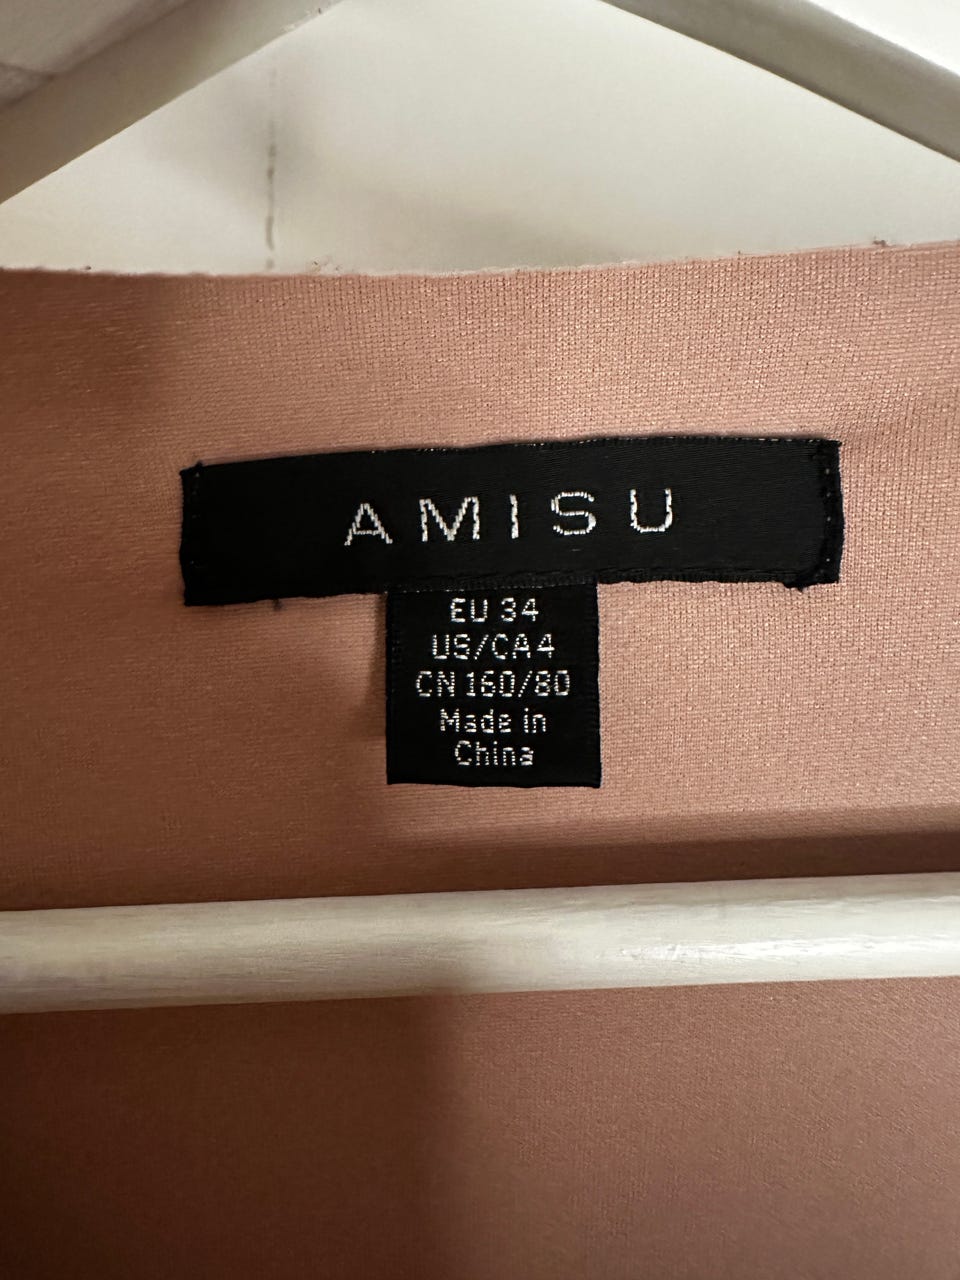 AMISU
EU 34
US/CA4
CN 160/80
Made in
China